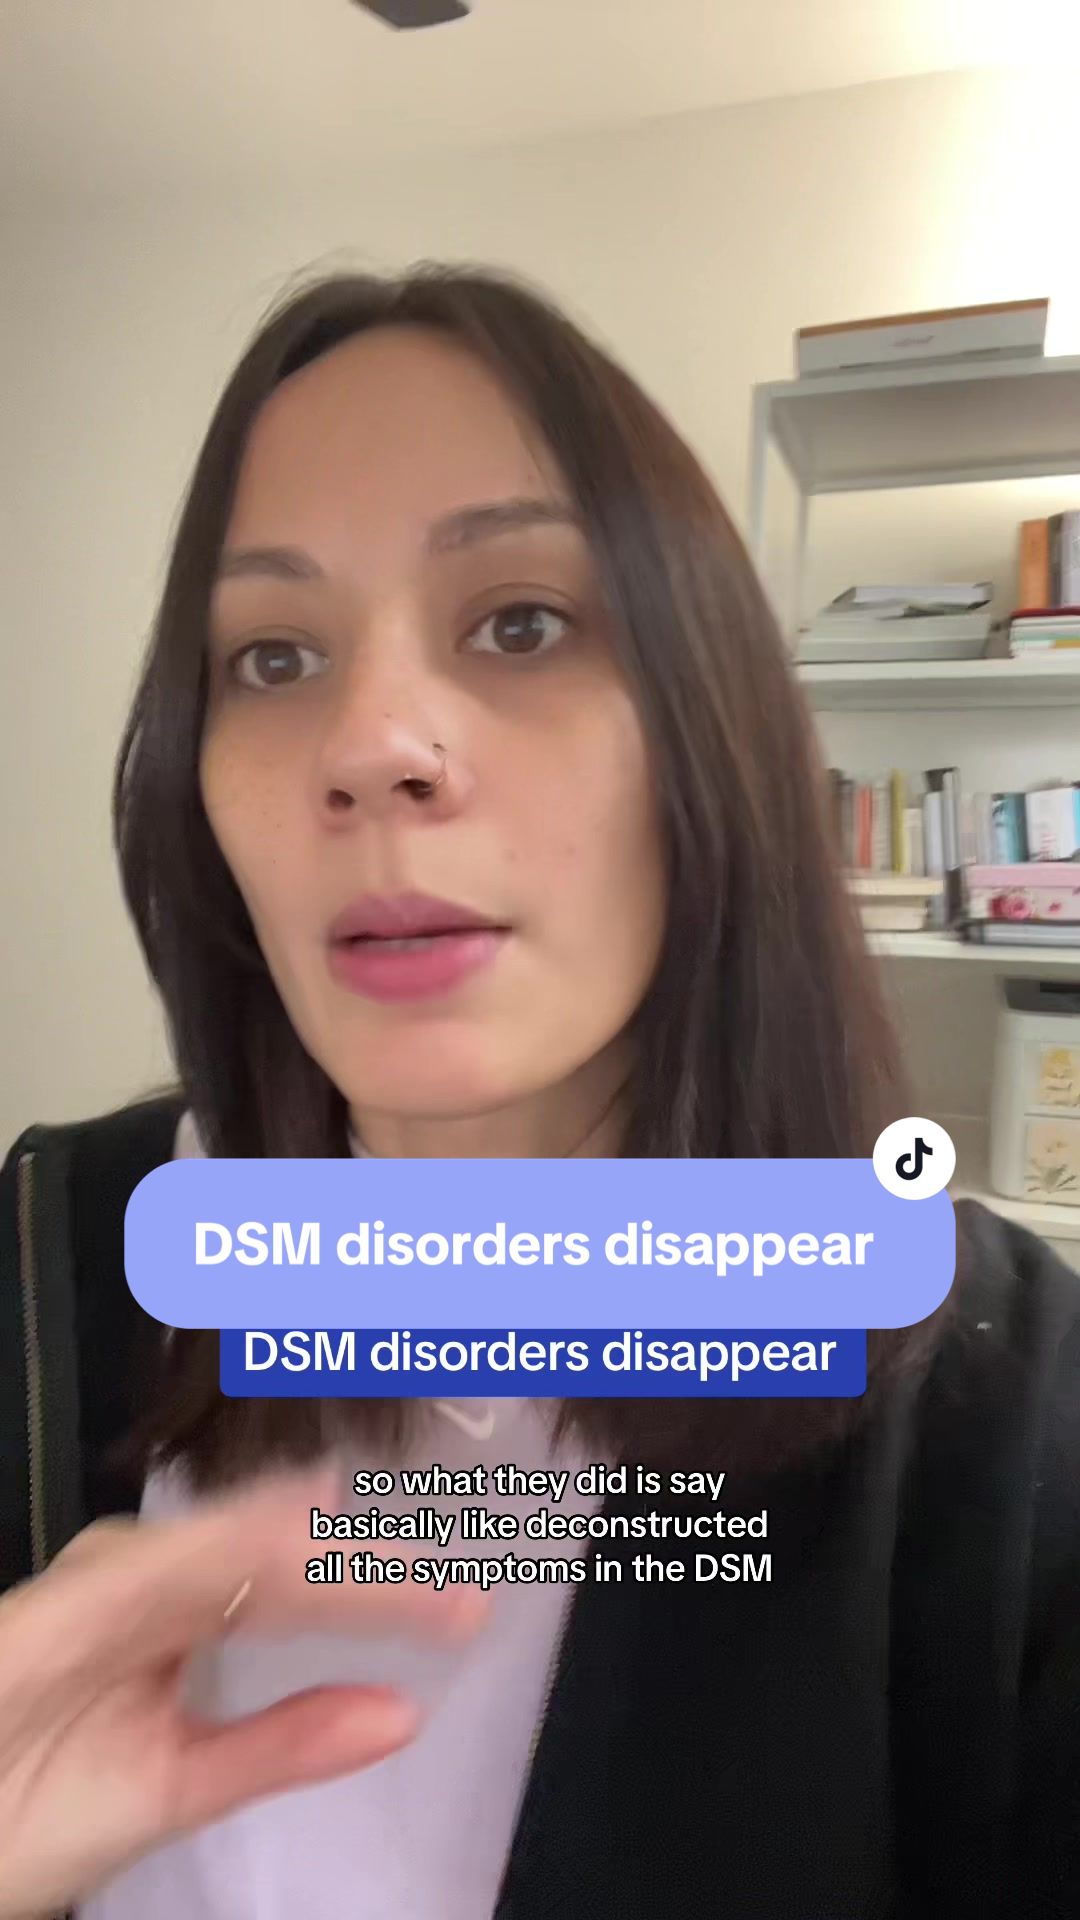 DSM disorders disappear
DSM disorders disappear
so what they did is say
basically like deconstructed
all the symptoms in the DSM